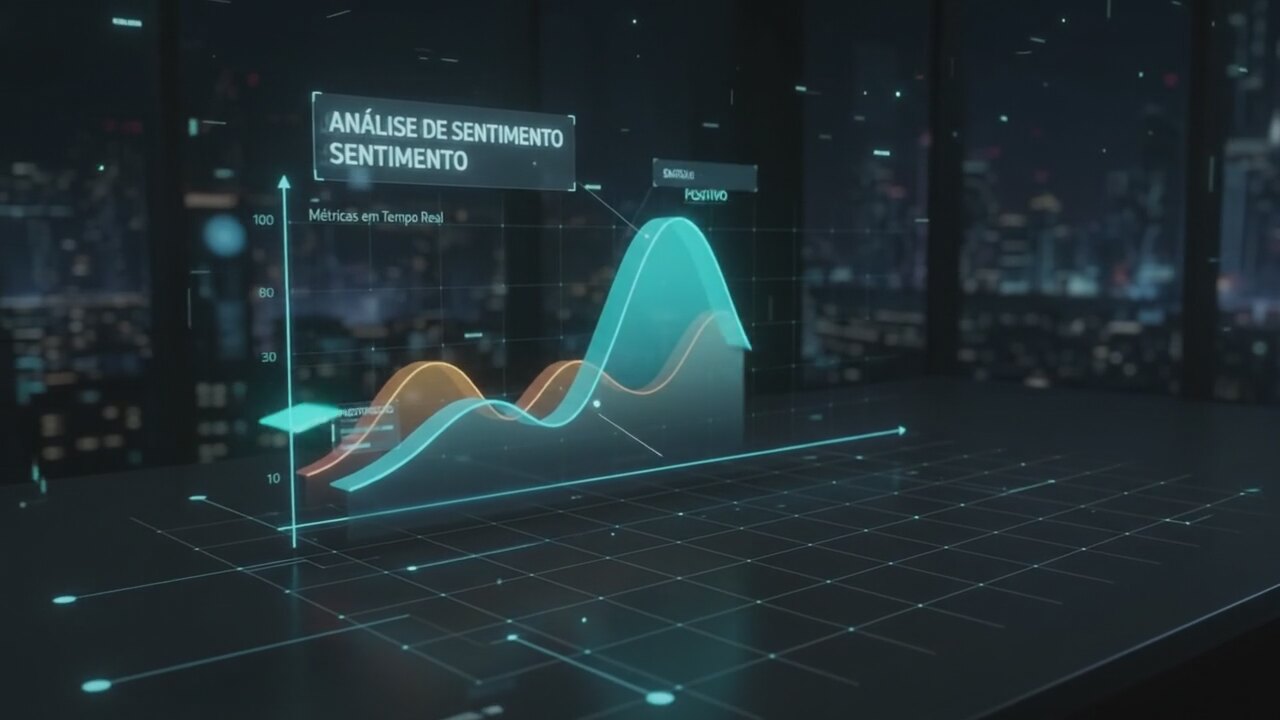 ANÁLISE DE SENTIMENTO
SENTIMENTO
Métricas em Tempo Real
100
80
30
10